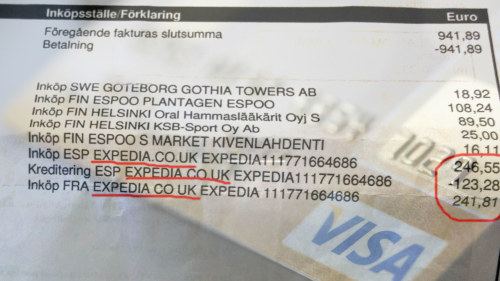 Inköpsställe/Förklaring Euro
Föregående fakturas slutsumma 941,89
Betalning -941,89
Inköp SWE GÖTEBORG GOTHIA TOWERS AB 18,92
Inköp FIN ESPOO PLANTAGEN ESPOO 108,24
Inköp FIN HELSINKI Oral Hammaslääkärit Oyj S 89,50
Inköp FIN HELSINKI KSB-Sport Oy Ab 25,00
Inköp FIN ESPOO S MARKET KIVENLAHDENTI 16,11
Inköp ESP EXPEDIA.CO.UK EXPEDIA111771664686 246,55
Kreditering ESP EXPEDIA.CO.UK EXPEDIA111771664686 -123,28
Inköp FRA EXPEDIA CO UK EXPEDIA 111771664686 241,81
VISA